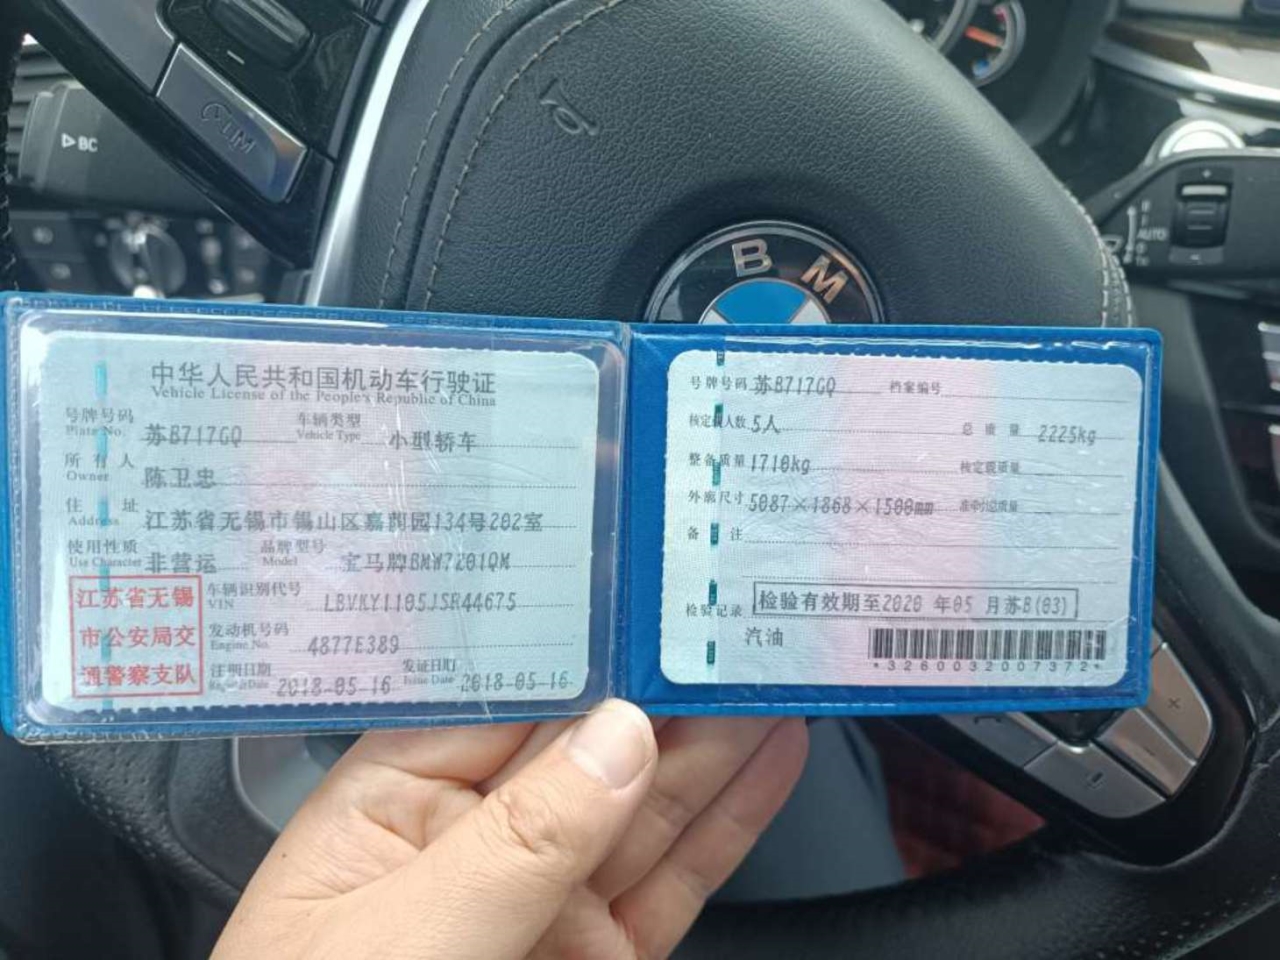 BC
B M
AUTO
中华人民共和国机动车行驶证
Vehicle License of the People's Republic of China
号牌号码 苏B717GQ 车辆类型 小型轿车
Plate No. Vehicle Type
所有人 陈卫忠
Owner
住址 江苏省无锡市锡山区嘉荫园134号202室
Address
使用性质 非营运 品牌型号 宝马牌BMW7201QM
Use Character Model
江苏省无锡
市公安局交
通警察支队
车辆识别代号 LBVKY1105JSR44675
VIN
发动机号码 4877E389
Engine No.
注册日期 2018-05-16 发证日期 2018-05-16
Register Date Issue Date
号牌号码 苏B717GQ 档案编号
核定载人数 5人 总质量 2225kg
整备质量 1710kg 核定载质量
外廓尺寸 5087×1868×1500mm 准牵引总质量
备注
检验记录 检验有效期至2020 年05 月苏B(03)
汽油
*3260032007372*